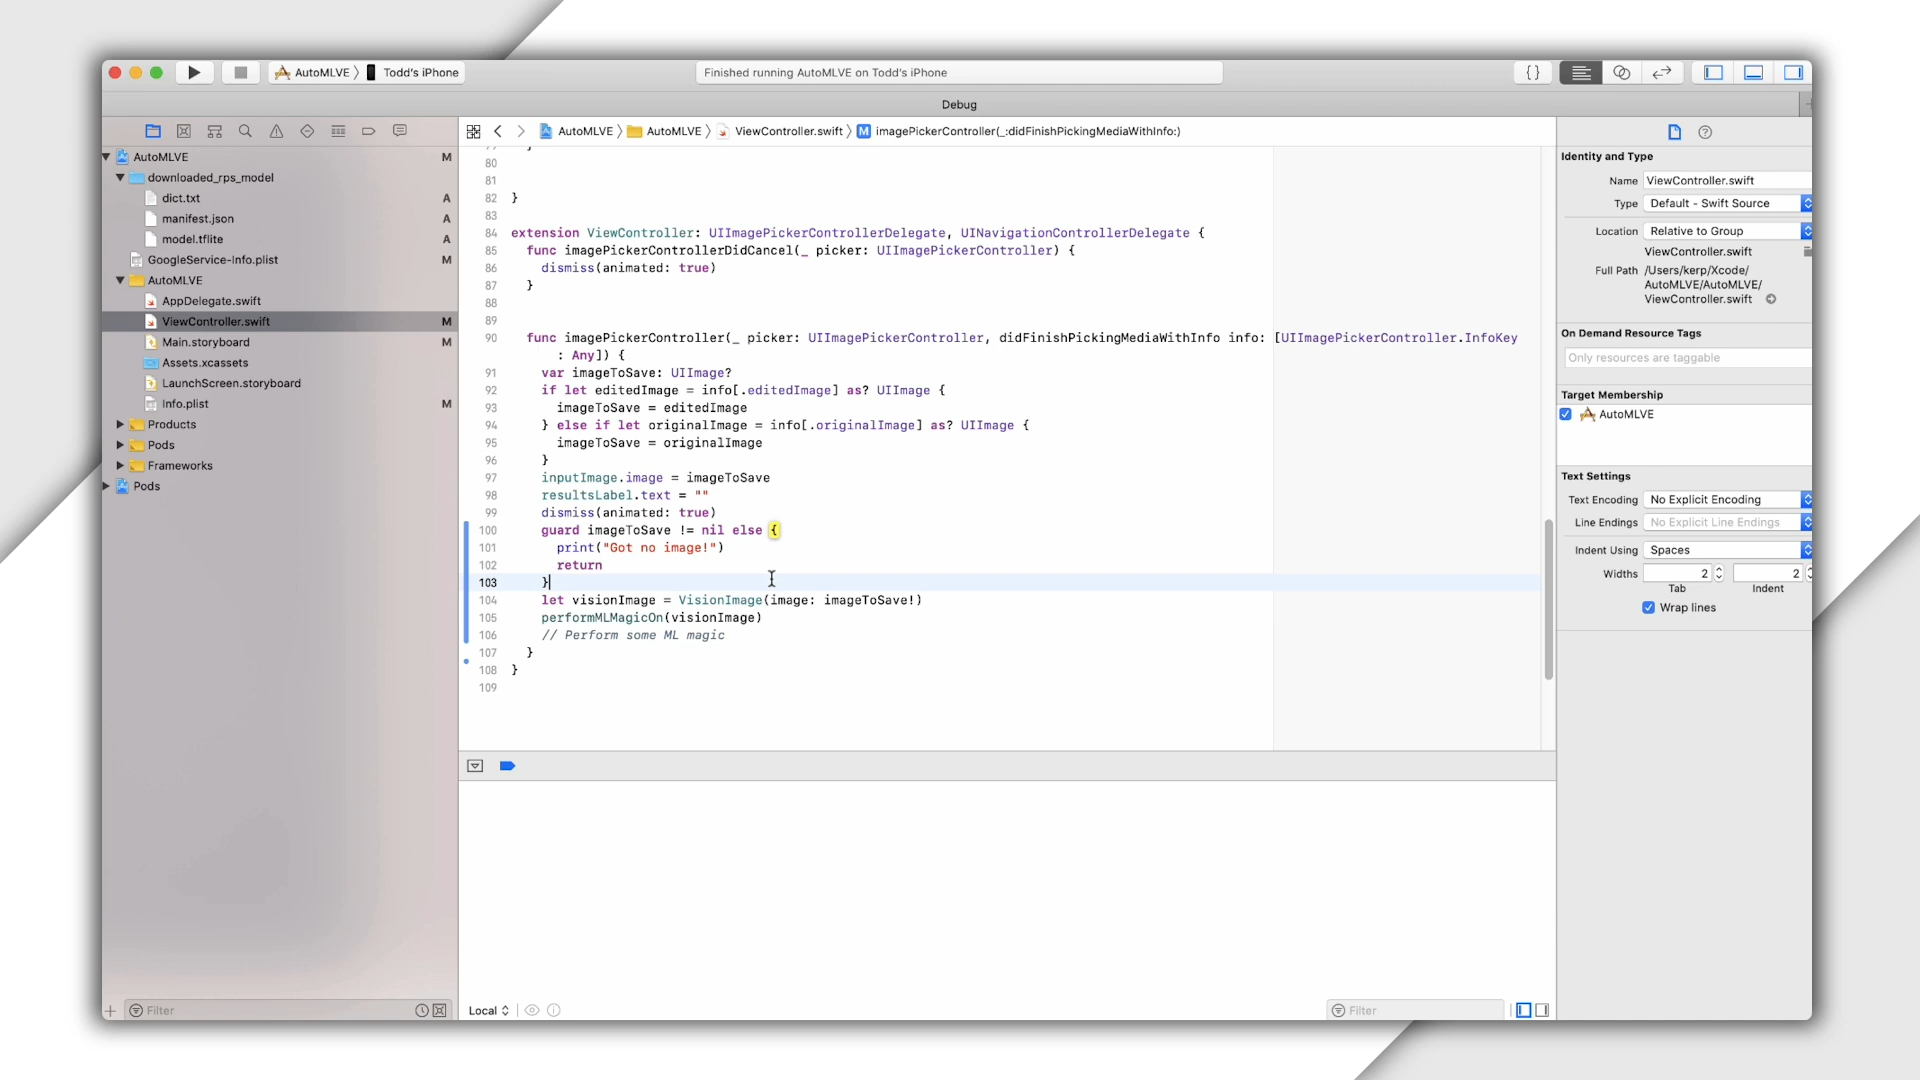 AutoMLVE 〉 Todd's iPhone
Finished running AutoMLVE on Todd's iPhone
{ }
Debug
AutoMLVE 〉 AutoMLVE 〉 ViewController.swift 〉 M imagePickerController(_:didFinishPickingMediaWithInfo:)
AutoMLVE M
downloaded_rps_model
dict.txt A
manifest.json A
model.tflite A
GoogleService-Info.plist M
AutoMLVE
AppDelegate.swift
ViewController.swift M
Main.storyboard M
Assets.xcassets
LaunchScreen.storyboard
Info.plist M
Products
Pods
Frameworks
Pods
Filter
80
81
82 }
83
84 extension ViewController: UIImagePickerControllerDelegate, UINavigationControllerDelegate {
85 func imagePickerControllerDidCancel(_ picker: UIImagePickerController) {
86 dismiss(animated: true)
87 }
88
89
90 func imagePickerController(_ picker: UIImagePickerController, didFinishPickingMediaWithInfo info: [UIImagePickerController.InfoKey
: Any]) {
91 var imageToSave: UIImage?
92 if let editedImage = info[.editedImage] as? UIImage {
93 imageToSave = editedImage
94 } else if let originalImage = info[.originalImage] as? UIImage {
95 imageToSave = originalImage
96 }
97 inputImage.image = imageToSave
98 resultsLabel.text = ""
99 dismiss(animated: true)
100 guard imageToSave != nil else {
101 print("Got no image!")
102 return
103 }
104 let visionImage = VisionImage(image: imageToSave!)
105 performMLMagicOn(visionImage)
106 // Perform some ML magic
107 }
108 }
109
Local
Filter
Identity and Type
Name ViewController.swift
Type Default - Swift Source
Location Relative to Group
ViewController.swift
Full Path /Users/kerp/Xcode/
AutoMLVE/AutoMLVE/
ViewController.swift
On Demand Resource Tags
Only resources are taggable
Target Membership
AutoMLVE
Text Settings
Text Encoding No Explicit Encoding
Line Endings No Explicit Line Endings
Indent Using Spaces
Widths 2 2
Tab Indent
Wrap lines